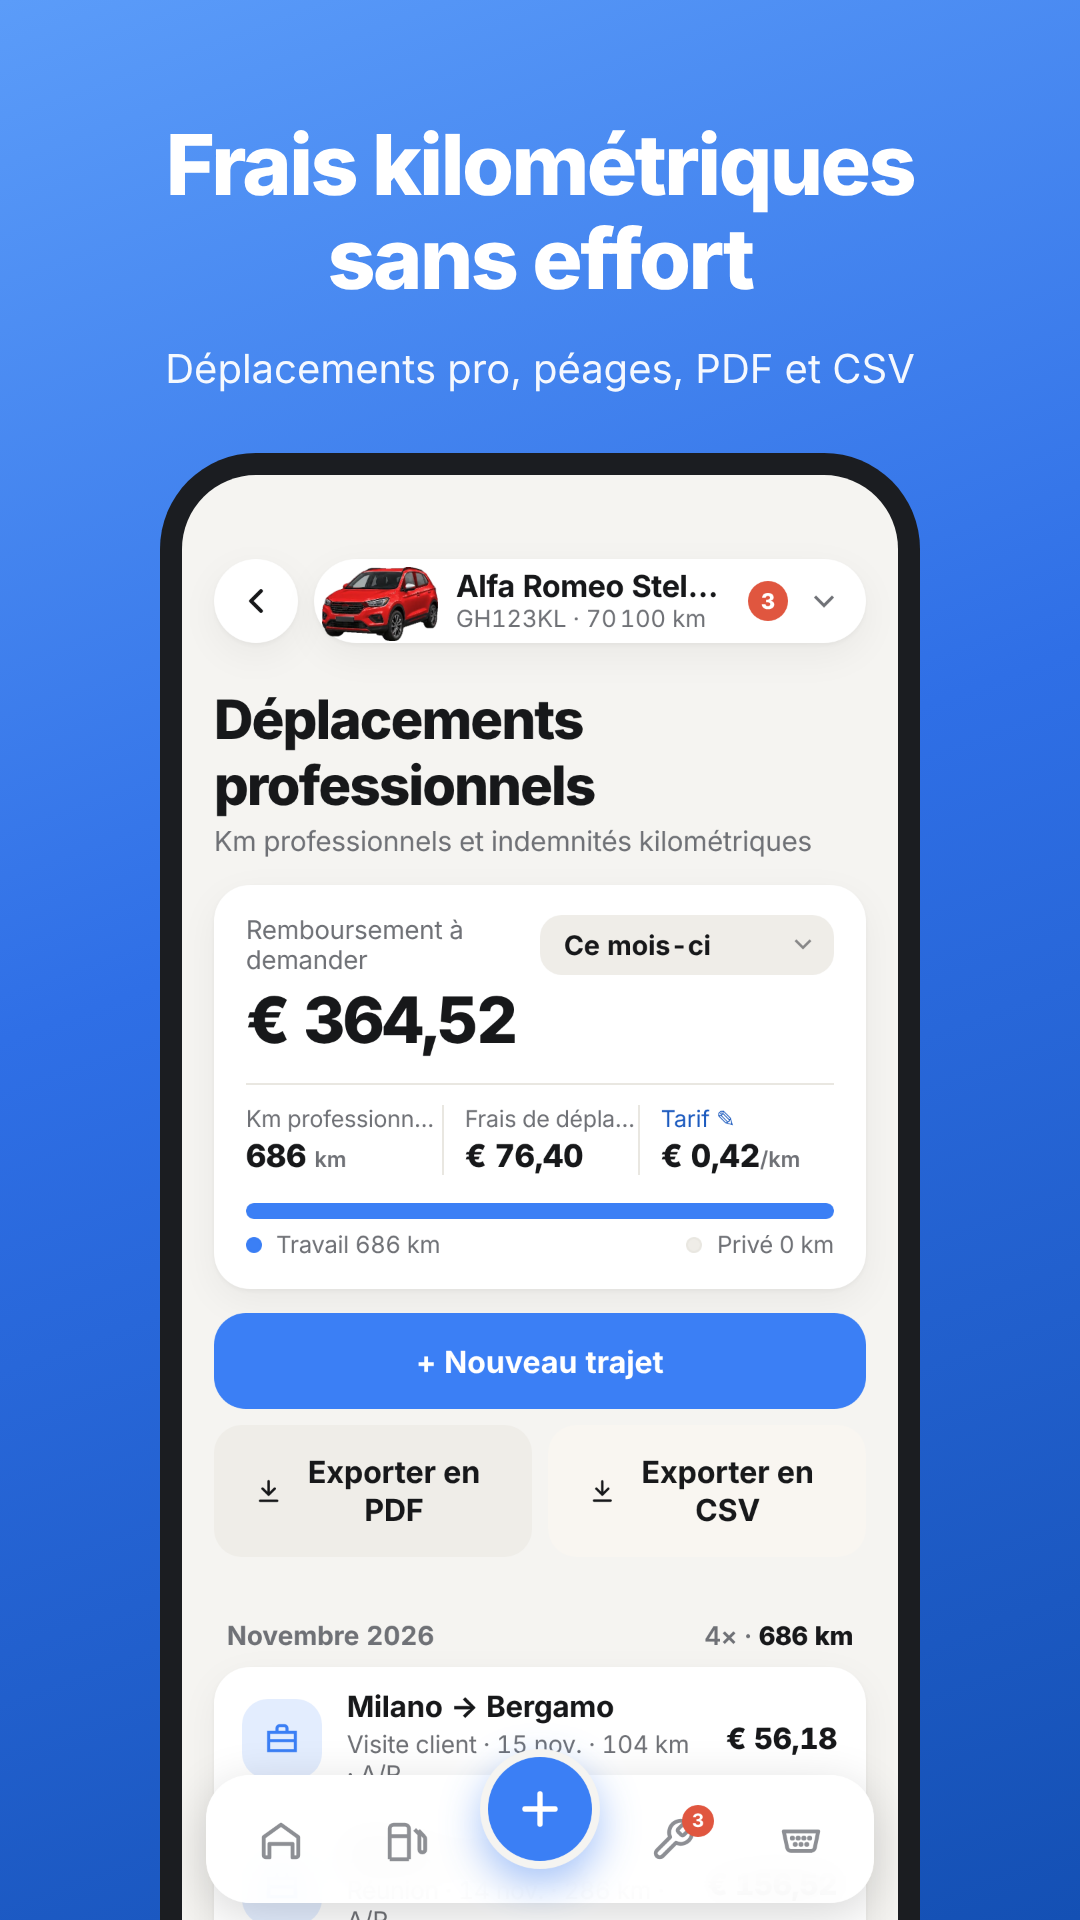 Frais kilométriques
sans effort
Déplacements pro, péages, PDF et CSV
Alfa Romeo Stel...
3
GH123KL · 70 100 km
Déplacements
professionnels
Km professionnels et indemnités kilométriques
Remboursement à
demander
Ce mois-ci
€ 364,52
Km professionn...
Frais de dépla...
Tarif ✎
686 km
€ 76,40
€ 0,42/km
Travail 686 km
Privé 0 km
+ Nouveau trajet
Exporter en
PDF
Exporter en
CSV
Novembre 2026
4× · 686 km
Milano → Bergamo
Visite client · 15 nov. · 104 km
· A/R
€ 56,18
3
A/R